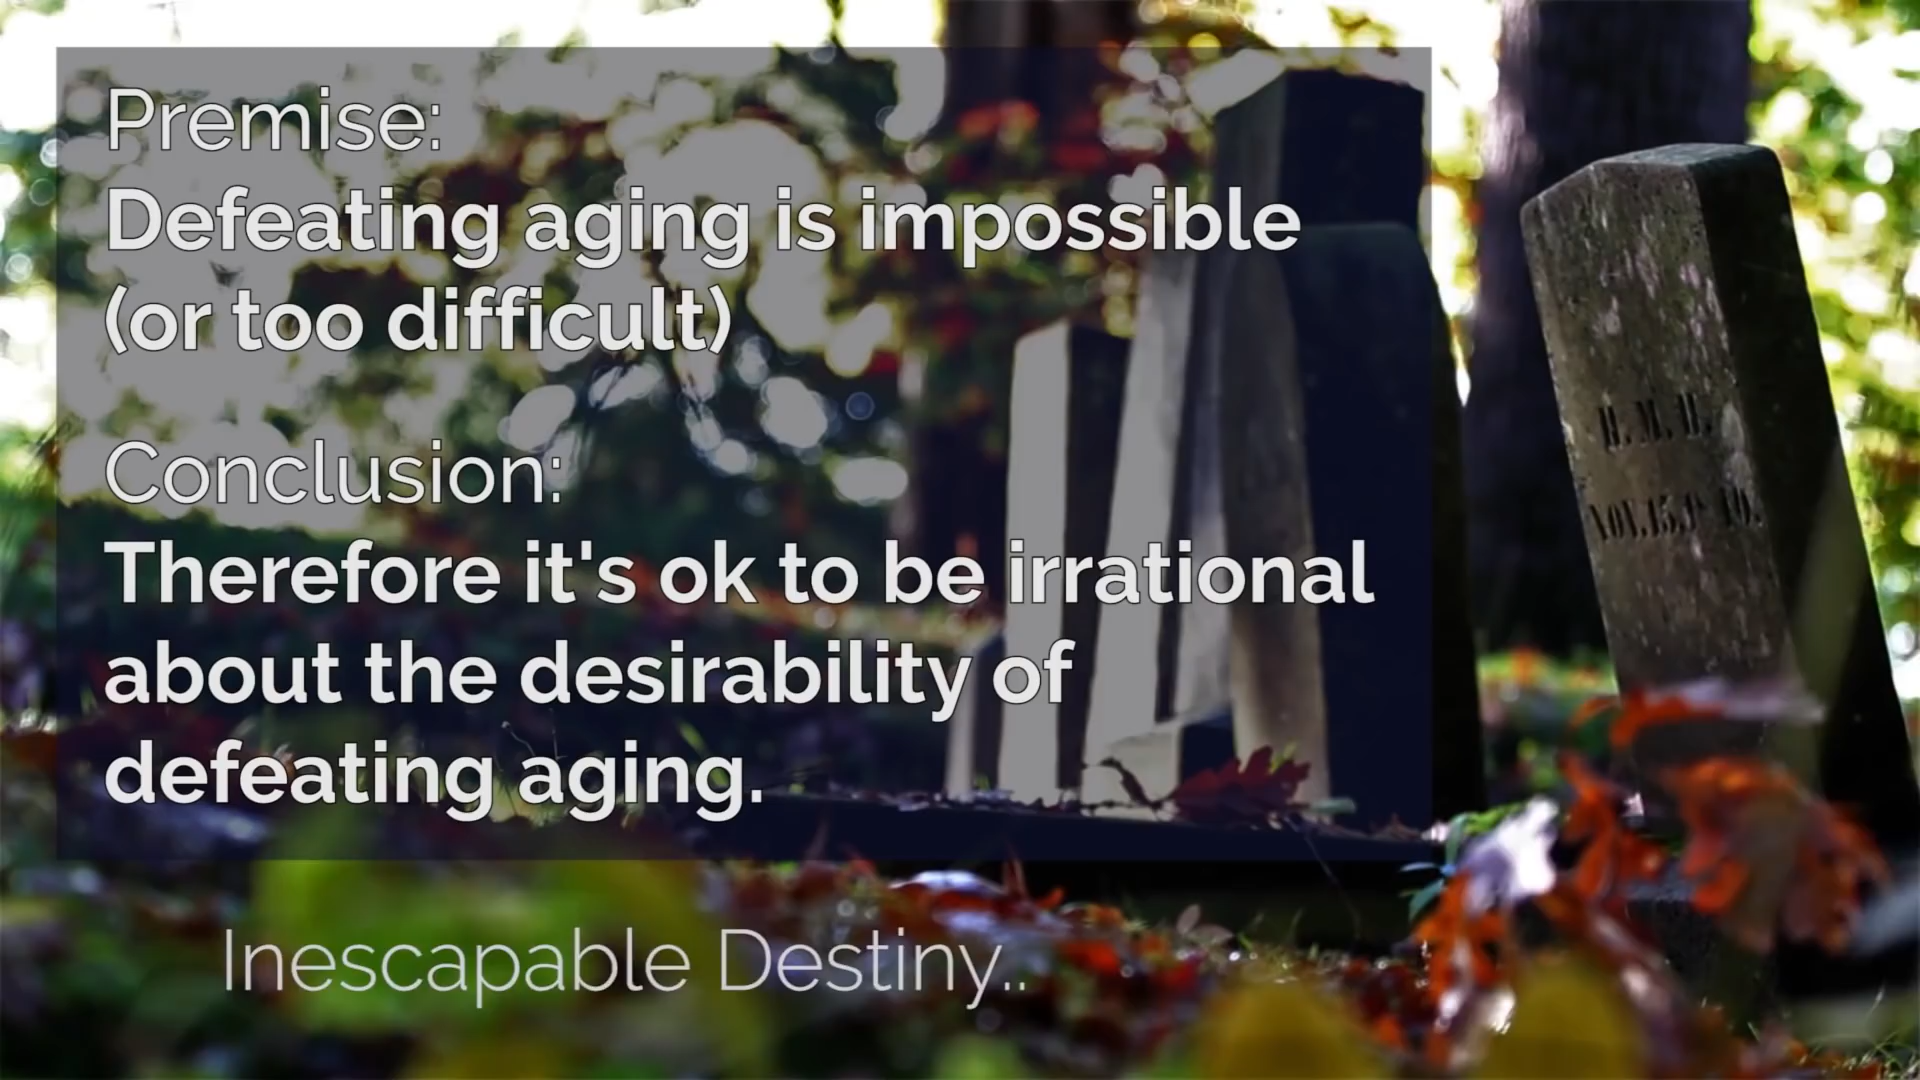 Premise:
Defeating aging is impossible
(or too difficult)
Conclusion:
Therefore it's ok to be irrational
about the desirability of
defeating aging.
H. M. H.
Inescapable Destiny..